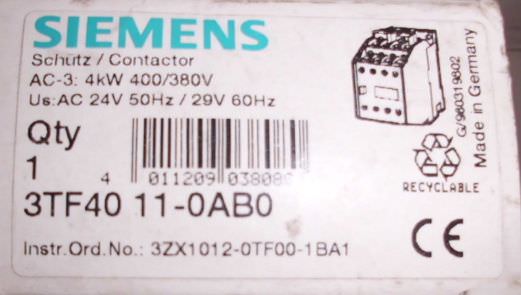 SIEMENS
Schütz / Contactor
AC-3: 4kW 400/380V
Us: AC 24V 50Hz / 29V 60Hz
Qty
1
4 011209 038080
3TF40 11-0AB0
Instr.Ord.No.: 3ZX1012-0TF00-1BA1
G/980319802
Made in Germany
RECYCLABLE
CE